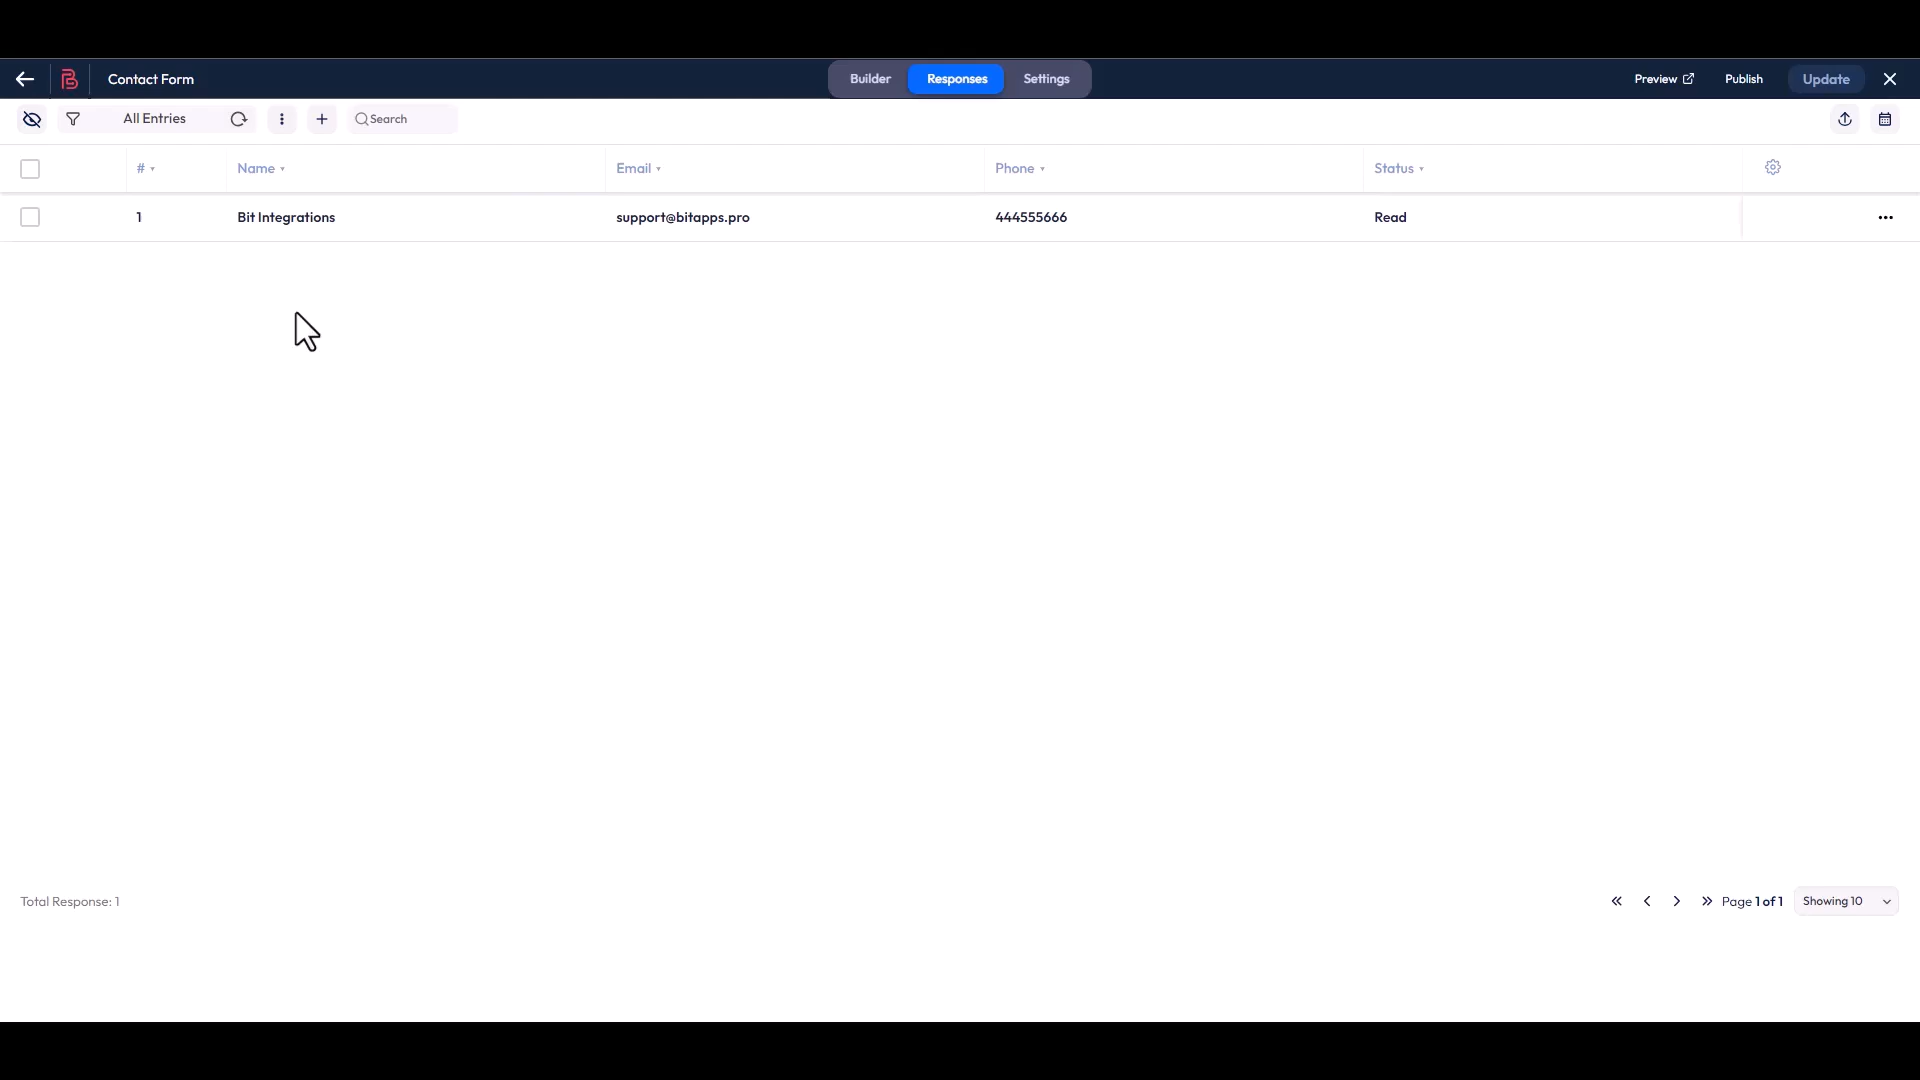 Contact Form
Builder Responses Settings
Preview Publish Update
All Entries Search
# Name Email Phone Status
1 Bit Integrations support@bitapps.pro 444555666 Read
Total Response: 1
Page 1 of 1 Showing 10